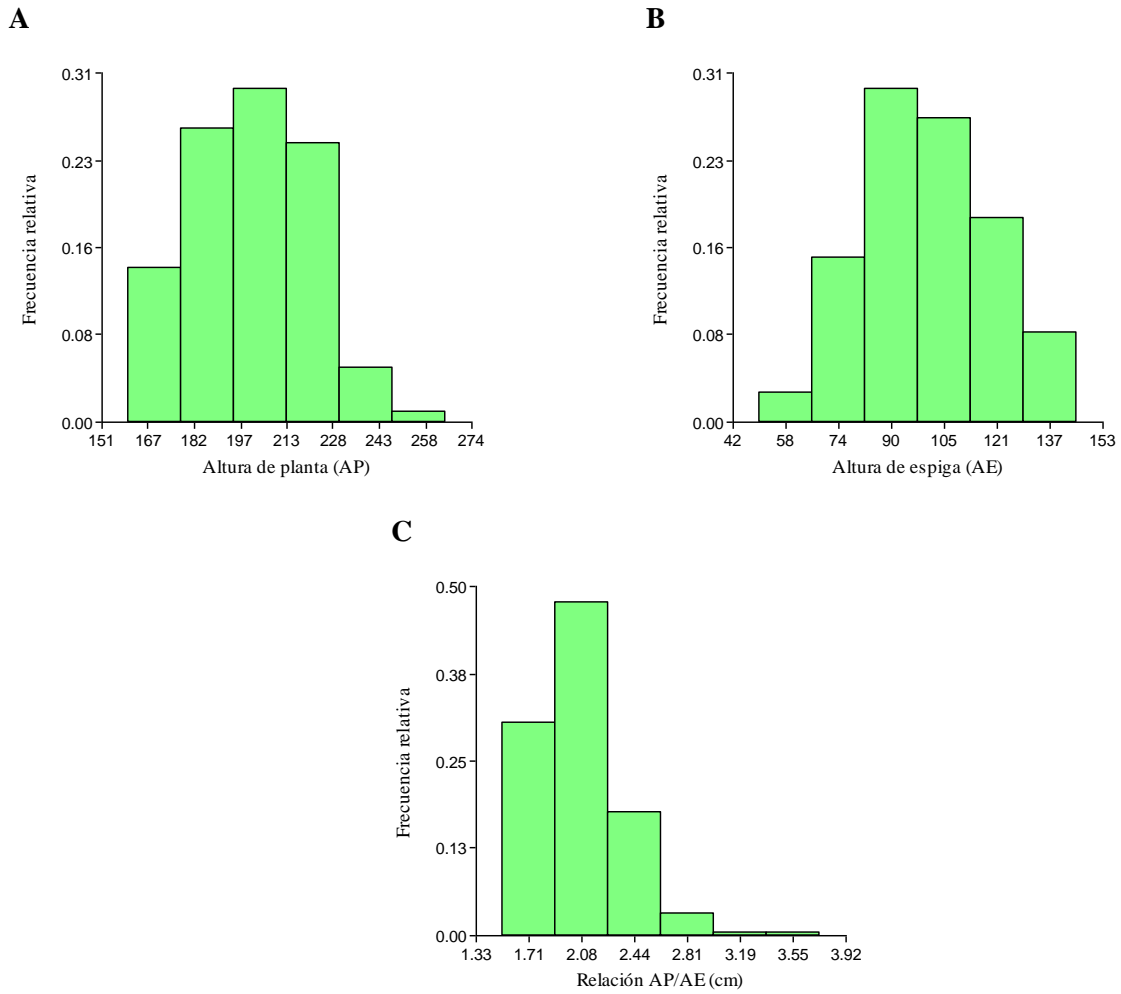 A
0.31
0.23
0.16
0.08
0.00
Frecuencia relativa
151 167 182 197 213 228 243 258 274
Altura de planta (AP)
B
0.31
0.23
0.16
0.08
0.00
Frecuencia relativa
42 58 74 90 105 121 137 153
Altura de espiga (AE)
C
0.50
0.38
0.25
0.13
0.00
Frecuencia relativa
1.33 1.71 2.08 2.44 2.81 3.19 3.55 3.92
Relación AP/AE (cm)